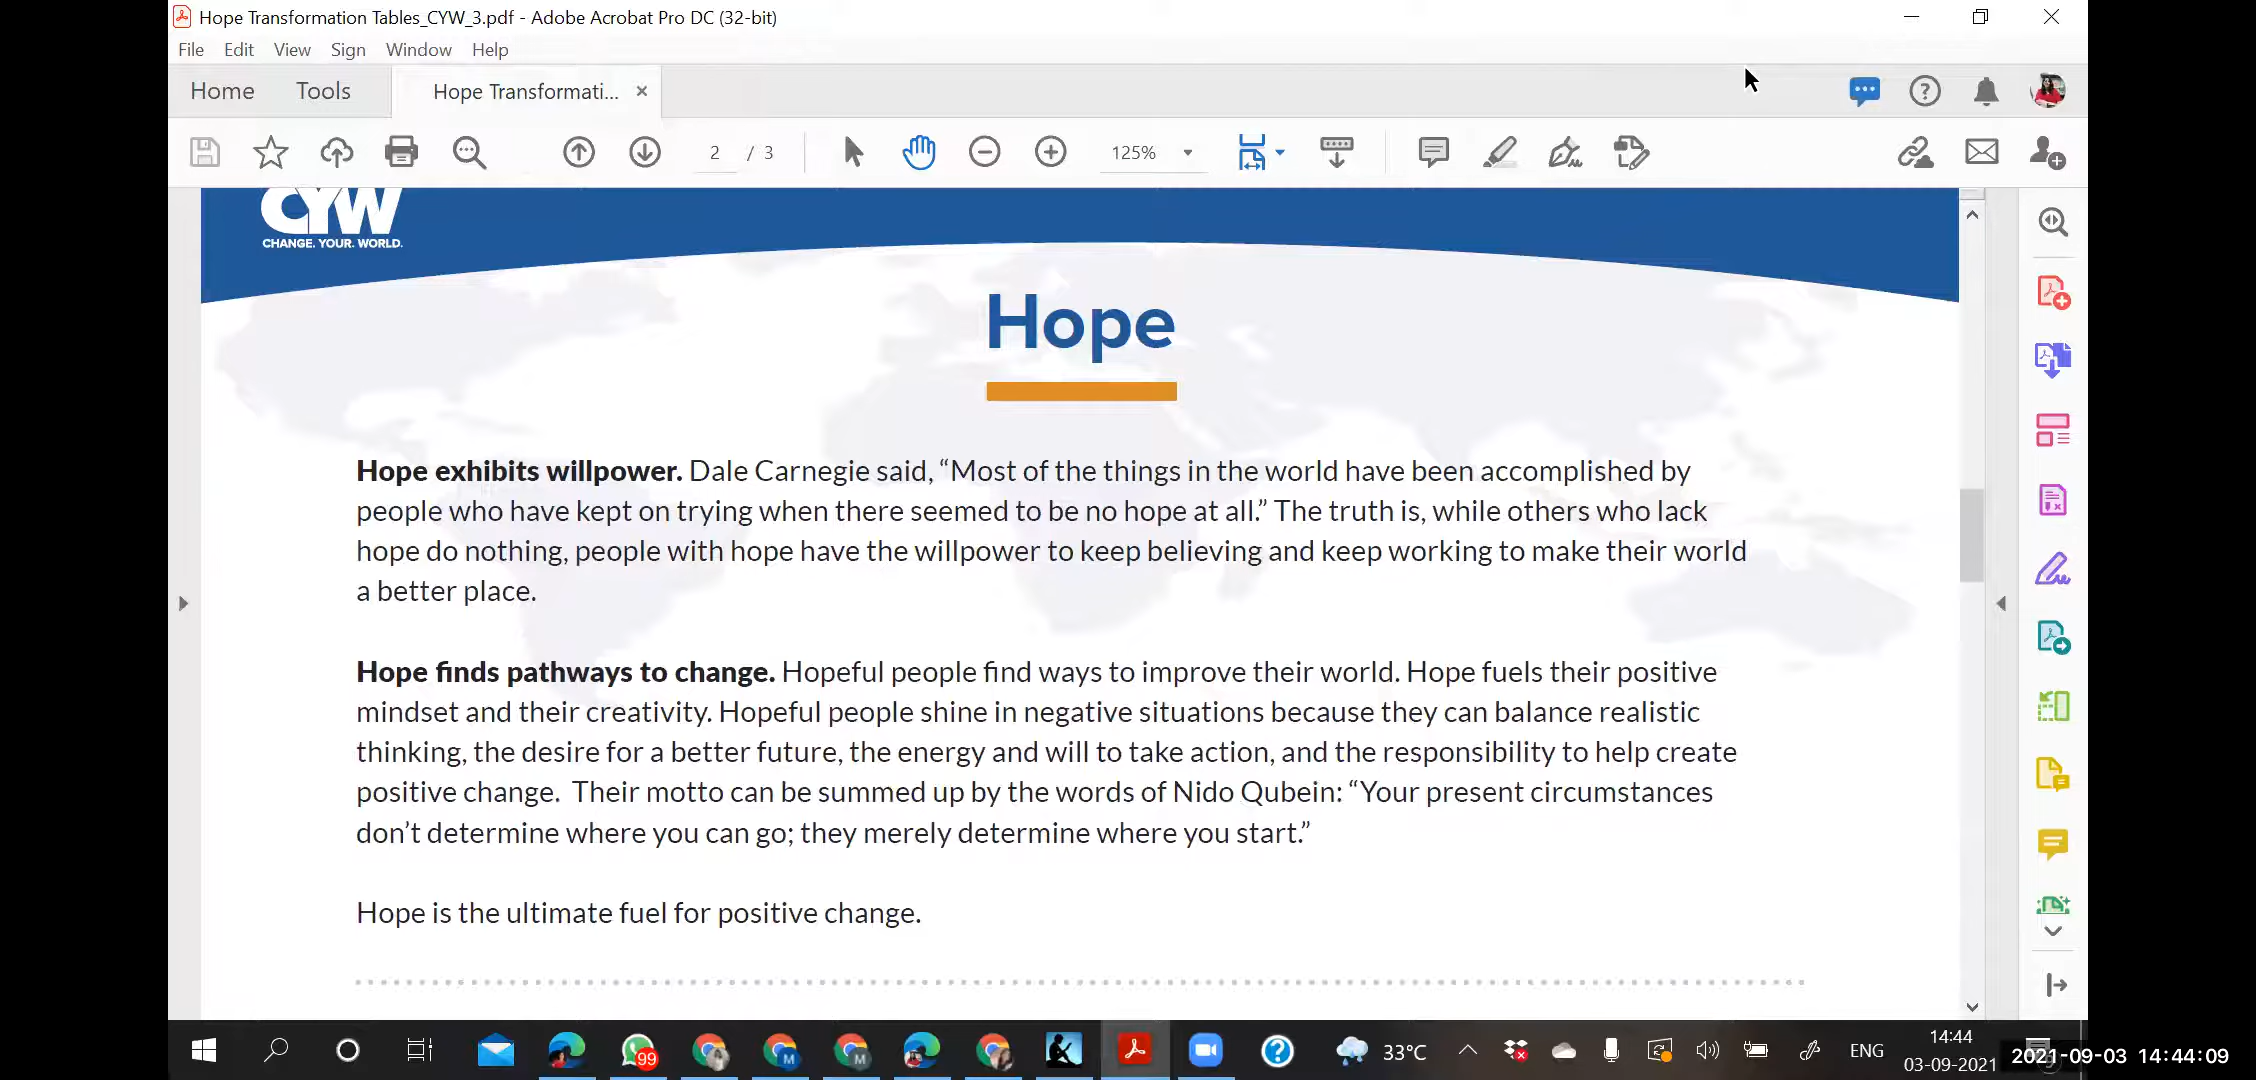 Hope Transformation Tables_CYW_3.pdf - Adobe Acrobat Pro DC (32-bit)
File Edit View Sign Window Help
Home Tools Hope Transformati...
2 / 3 125%
CYW
CHANGE. YOUR. WORLD.
Hope
Hope exhibits willpower. Dale Carnegie said, “Most of the things in the world have been accomplished by
people who have kept on trying when there seemed to be no hope at all.” The truth is, while others who lack
hope do nothing, people with hope have the willpower to keep believing and keep working to make their world
a better place.
Hope finds pathways to change. Hopeful people find ways to improve their world. Hope fuels their positive
mindset and their creativity. Hopeful people shine in negative situations because they can balance realistic
thinking, the desire for a better future, the energy and will to take action, and the responsibility to help create
positive change.  Their motto can be summed up by the words of Nido Qubein: “Your present circumstances
don’t determine where you can go; they merely determine where you start.”
Hope is the ultimate fuel for positive change.
99 M M 33°C ENG 14:44
03-09-2021
2021-09-03 14:44:09